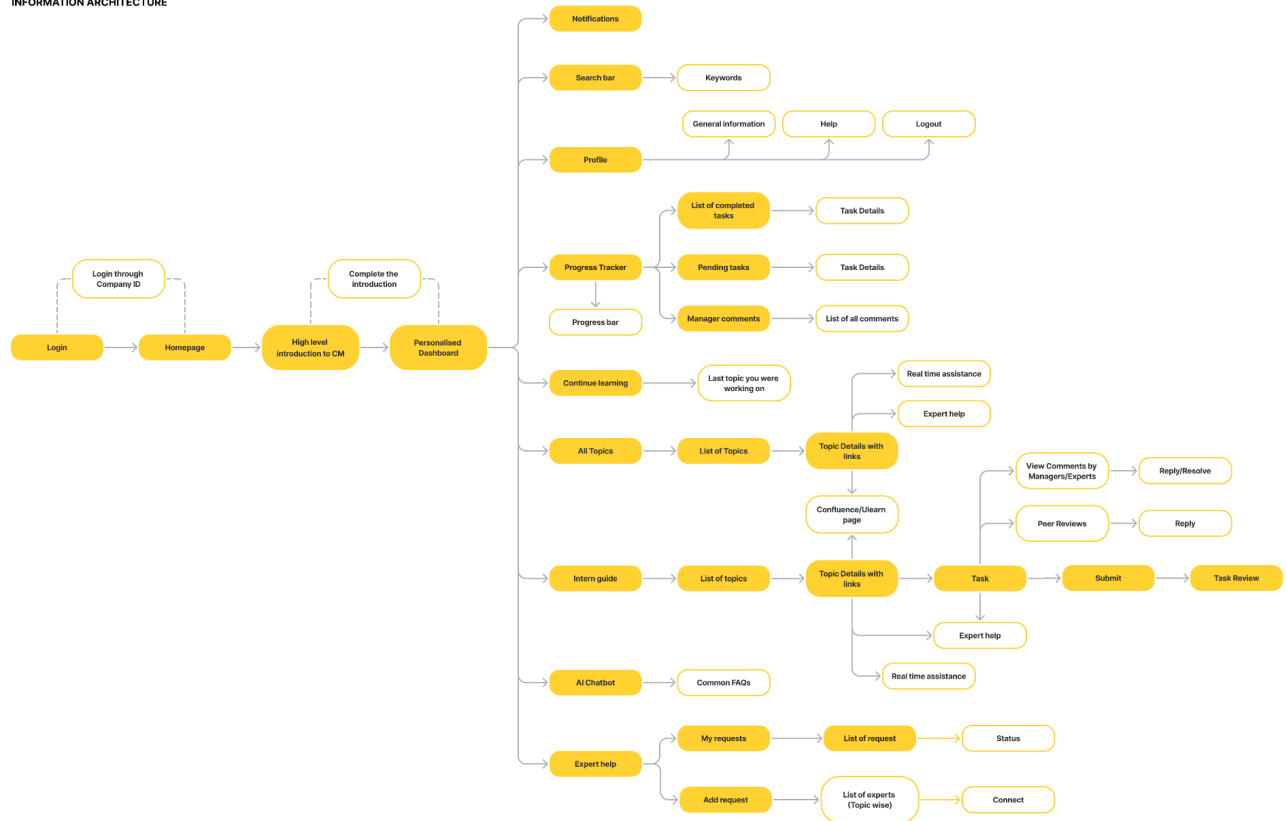 INFORMATION ARCHITECTURE
Notifications
Search bar
Keywords
General information
Help
Logout
Profile
List of completed
tasks
Task Details
Login through
Company ID
Complete the
introduction
Progress Tracker
Pending tasks
Task Details
Progress bar
Manager comments
List of all comments
Login
Homepage
High level
introduction to CM
Personalised
Dashboard
Continue learning
Last topic you were
working on
Real time assistance
Expert help
All Topics
List of Topics
Topic Details with
links
View Comments by
Managers/Experts
Reply/Resolve
Confluence/Ulearn
page
Peer Reviews
Reply
Intern guide
List of topics
Topic Details with
links
Task
Submit
Task Review
Expert help
Real time assistance
AI Chatbot
Common FAQs
My requests
List of request
Status
Expert help
Add request
List of experts
(Topic wise)
Connect